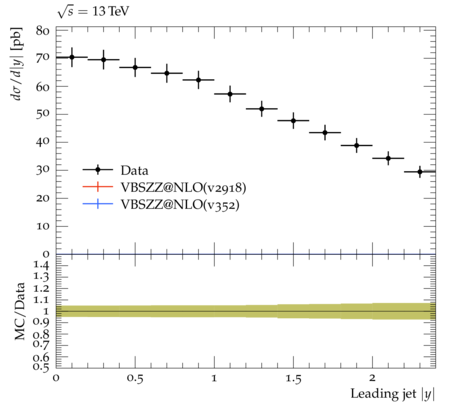 √s = 13 TeV
dσ/d|y| [pb]
80
70
60
50
40
30
20
10
0
Data
VBSZZ@NLO(v2918)
VBSZZ@NLO(v352)
MC/Data
1.4
1.3
1.2
1.1
1
0.9
0.8
0.7
0.6
0.5
0 0.5 1 1.5 2
Leading jet |y|